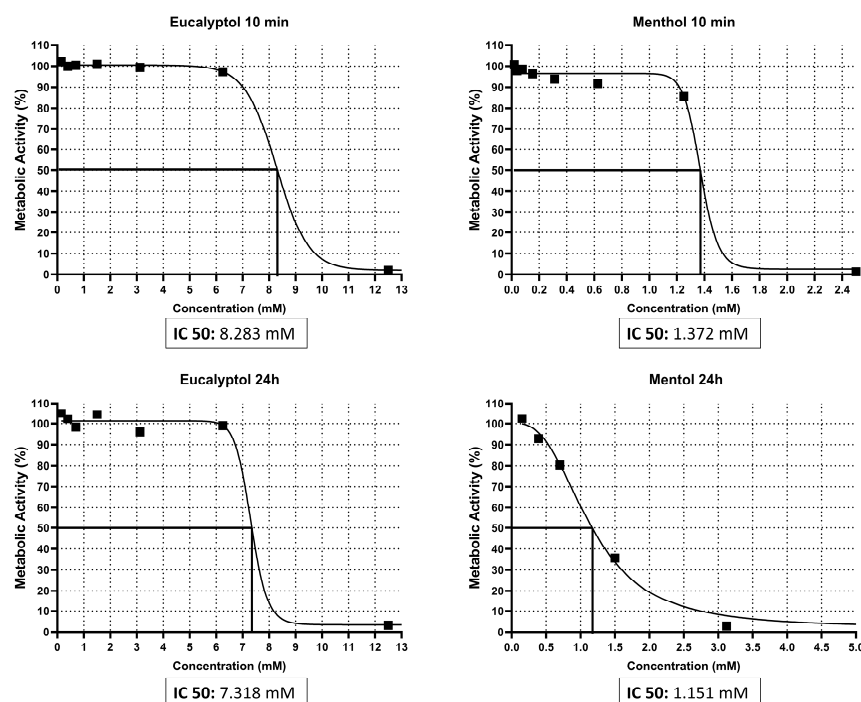 Eucalyptol 10 min
Metabolic Activity (%)
110
100
90
80
70
60
50
40
30
20
10
0
0 1 2 3 4 5 6 7 8 9 10 11 12 13
Concentration (mM)
IC 50: 8.283 mM
Menthol 10 min
Metabolic Activity (%)
110
100
90
80
70
60
50
40
30
20
10
0
0.0 0.2 0.4 0.6 0.8 1.0 1.2 1.4 1.6 1.8 2.0 2.2 2.4
Concentration (mM)
IC 50: 1.372 mM
Eucalyptol 24h
Metabolic Activity (%)
110
100
90
80
70
60
50
40
30
20
10
0
0 1 2 3 4 5 6 7 8 9 10 11 12 13
Concentration (mM)
IC 50: 7.318 mM
Mentol 24h
Metabolic Activity (%)
110
100
90
80
70
60
50
40
30
20
10
0
0.0 0.5 1.0 1.5 2.0 2.5 3.0 3.5 4.0 4.5 5.0
Concentration (mM)
IC 50: 1.151 mM